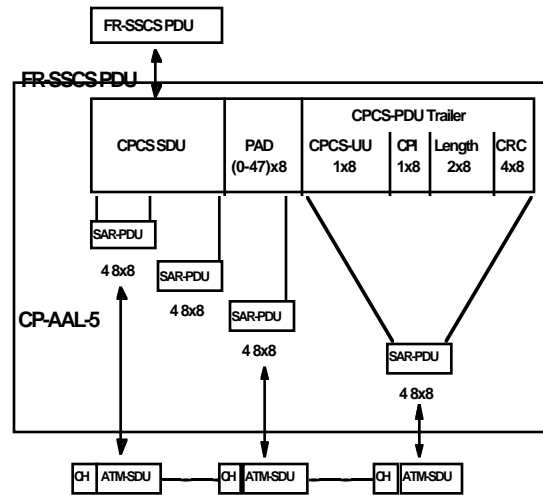 FR-SSCS PDU
FR-SSCS PDU
CPCS-PDU Trailer
CPCS SDU
PAD
(0-47)x8
CPCS-UU
1x8
CPI
1x8
Length
2x8
CRC
4x8
SAR-PDU
4 8x8
SAR-PDU
4 8x8
SAR-PDU
4 8x8
SAR-PDU
4 8x8
CP-AAL-5
CH ATM-SDU
CH ATM-SDU
CH ATM-SDU